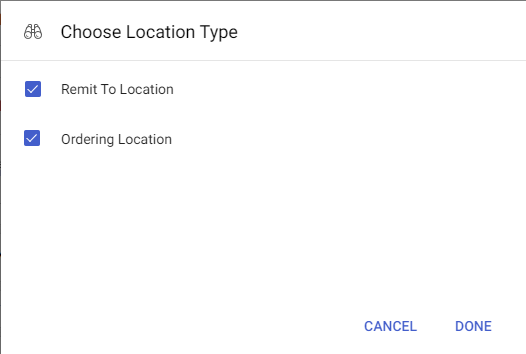 Choose Location Type
Remit To Location
Ordering Location
CANCEL DONE